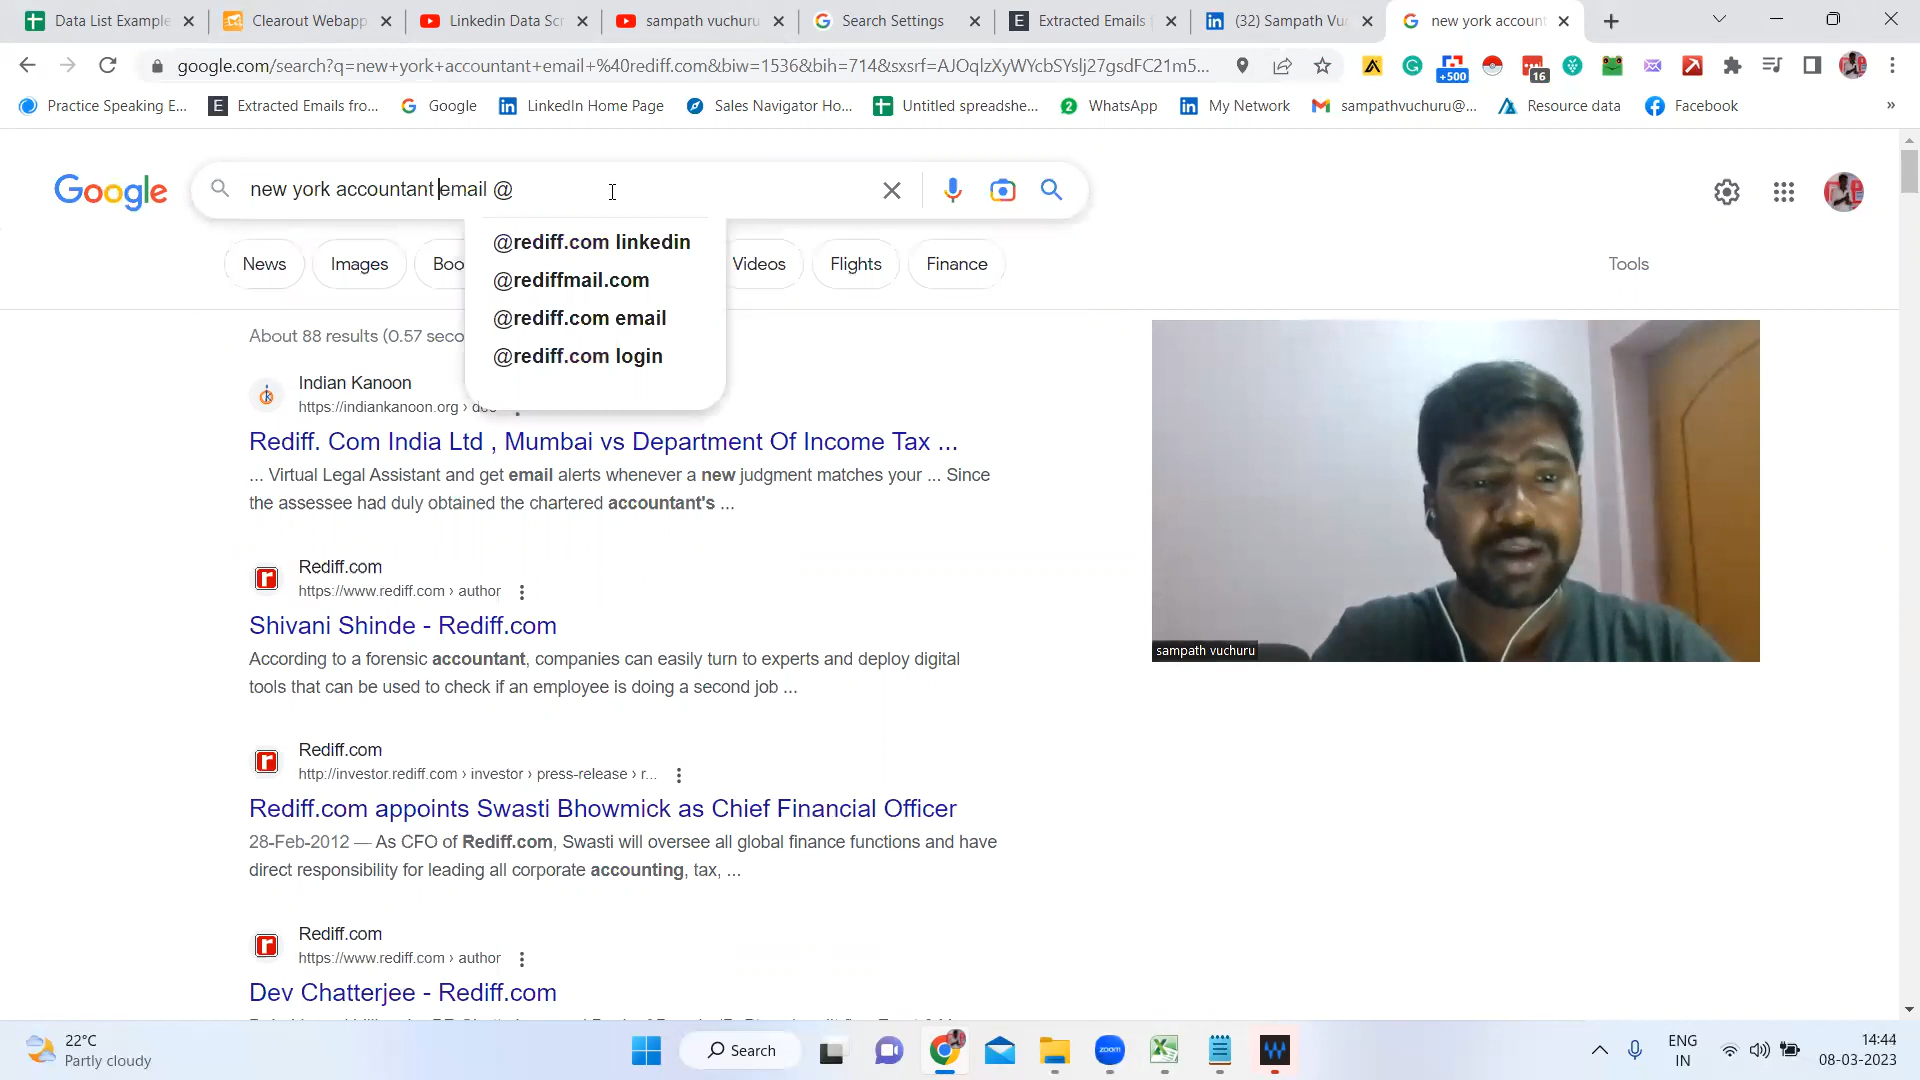 Data List Example
Clearout Webapp
Linkedin Data Scr
sampath vuchuru
Search Settings
Extracted Emails
(32) Sampath Vu
new york account
google.com/search?q=new+york+accountant+email+%40rediff.com&biw=1536&bih=714&sxsrf=AJOqlzXyWYcbSYslj27gsdFC21m5...
+500
16
Practice Speaking E...
Extracted Emails fro...
Google
LinkedIn Home Page
Sales Navigator Ho...
Untitled spreadshe...
WhatsApp
My Network
sampathvuchuru@...
Resource data
Facebook
»
Google
new york accountant email @
@rediff.com linkedin
@rediffmail.com
@rediff.com email
@rediff.com login
News
Images
Boo
Videos
Flights
Finance
Tools
About 88 results (0.57 seco
Indian Kanoon
https://indiankanoon.org › doc
Rediff. Com India Ltd , Mumbai vs Department Of Income Tax ...
... Virtual Legal Assistant and get email alerts whenever a new judgment matches your ... Since
the assessee had duly obtained the chartered accountant's ...
Rediff.com
https://www.rediff.com › author
Shivani Shinde - Rediff.com
According to a forensic accountant, companies can easily turn to experts and deploy digital
tools that can be used to check if an employee is doing a second job ...
Rediff.com
http://investor.rediff.com › investor › press-release › r...
Rediff.com appoints Swasti Bhowmick as Chief Financial Officer
28-Feb-2012 — As CFO of Rediff.com, Swasti will oversee all global finance functions and have
direct responsibility for leading all corporate accounting, tax, ...
Rediff.com
https://www.rediff.com › author
Dev Chatterjee - Rediff.com
sampath vuchuru
22°C
Partly cloudy
Search
zoom
ENG
IN
14:44
08-03-2023